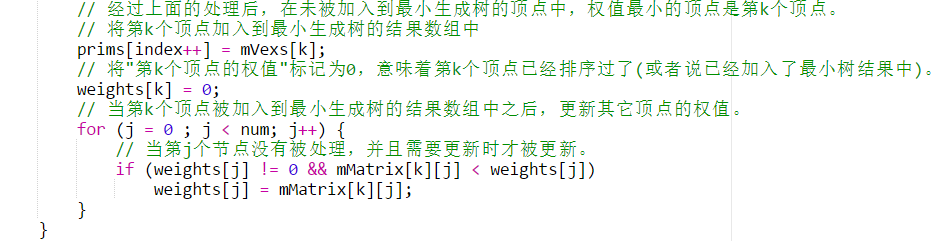 // 经过上面的处理后，在未被加入到最小生成树的顶点中，权值最小的顶点是第k个顶点。
// 将第k个顶点加入到最小生成树的结果数组中
prims[index++] = mVexs[k];
// 将"第k个顶点的权值"标记为0，意味着第k个顶点已经排序过了(或者说已经加入了最小树结果中)。
weights[k] = 0;
// 当第k个顶点被加入到最小生成树的结果数组中之后，更新其它顶点的权值。
for (j = 0 ; j < num; j++) {
// 当第j个节点没有被处理，并且需要更新时才被更新。
if (weights[j] != 0 && mMatrix[k][j] < weights[j])
weights[j] = mMatrix[k][j];
}
}